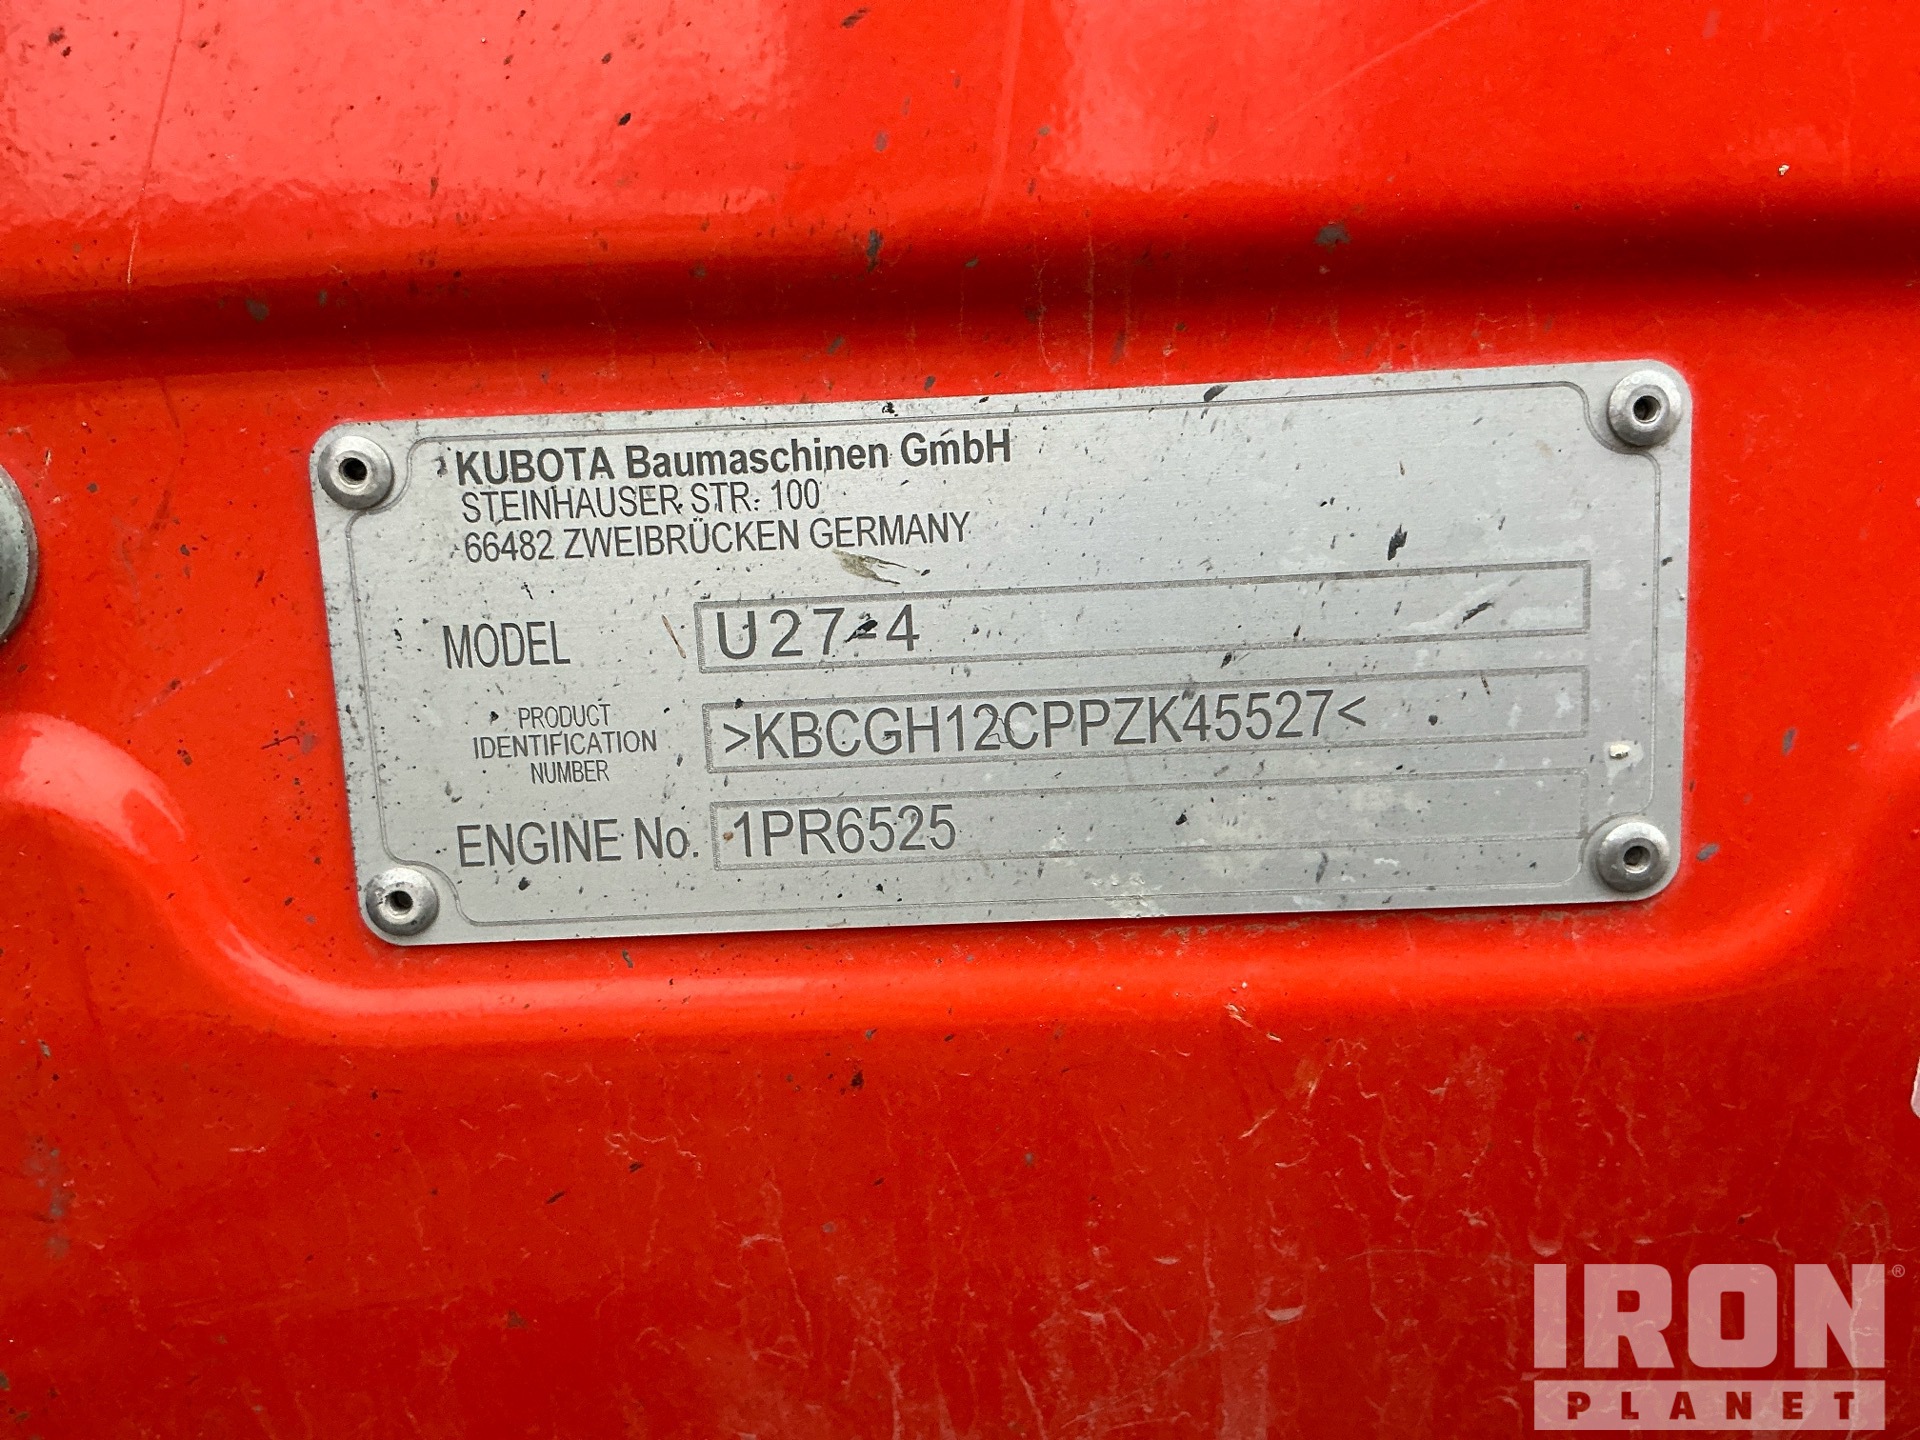 KUBOTA Baumaschinen GmbH
STEINHAUSER STR. 100
66482 ZWEIBRÜCKEN GERMANY
MODEL U27-4
PRODUCT
IDENTIFICATION
NUMBER
>KBCGH12CPPZK45527<
ENGINE No. 1PR6525
IRON®
PLANET